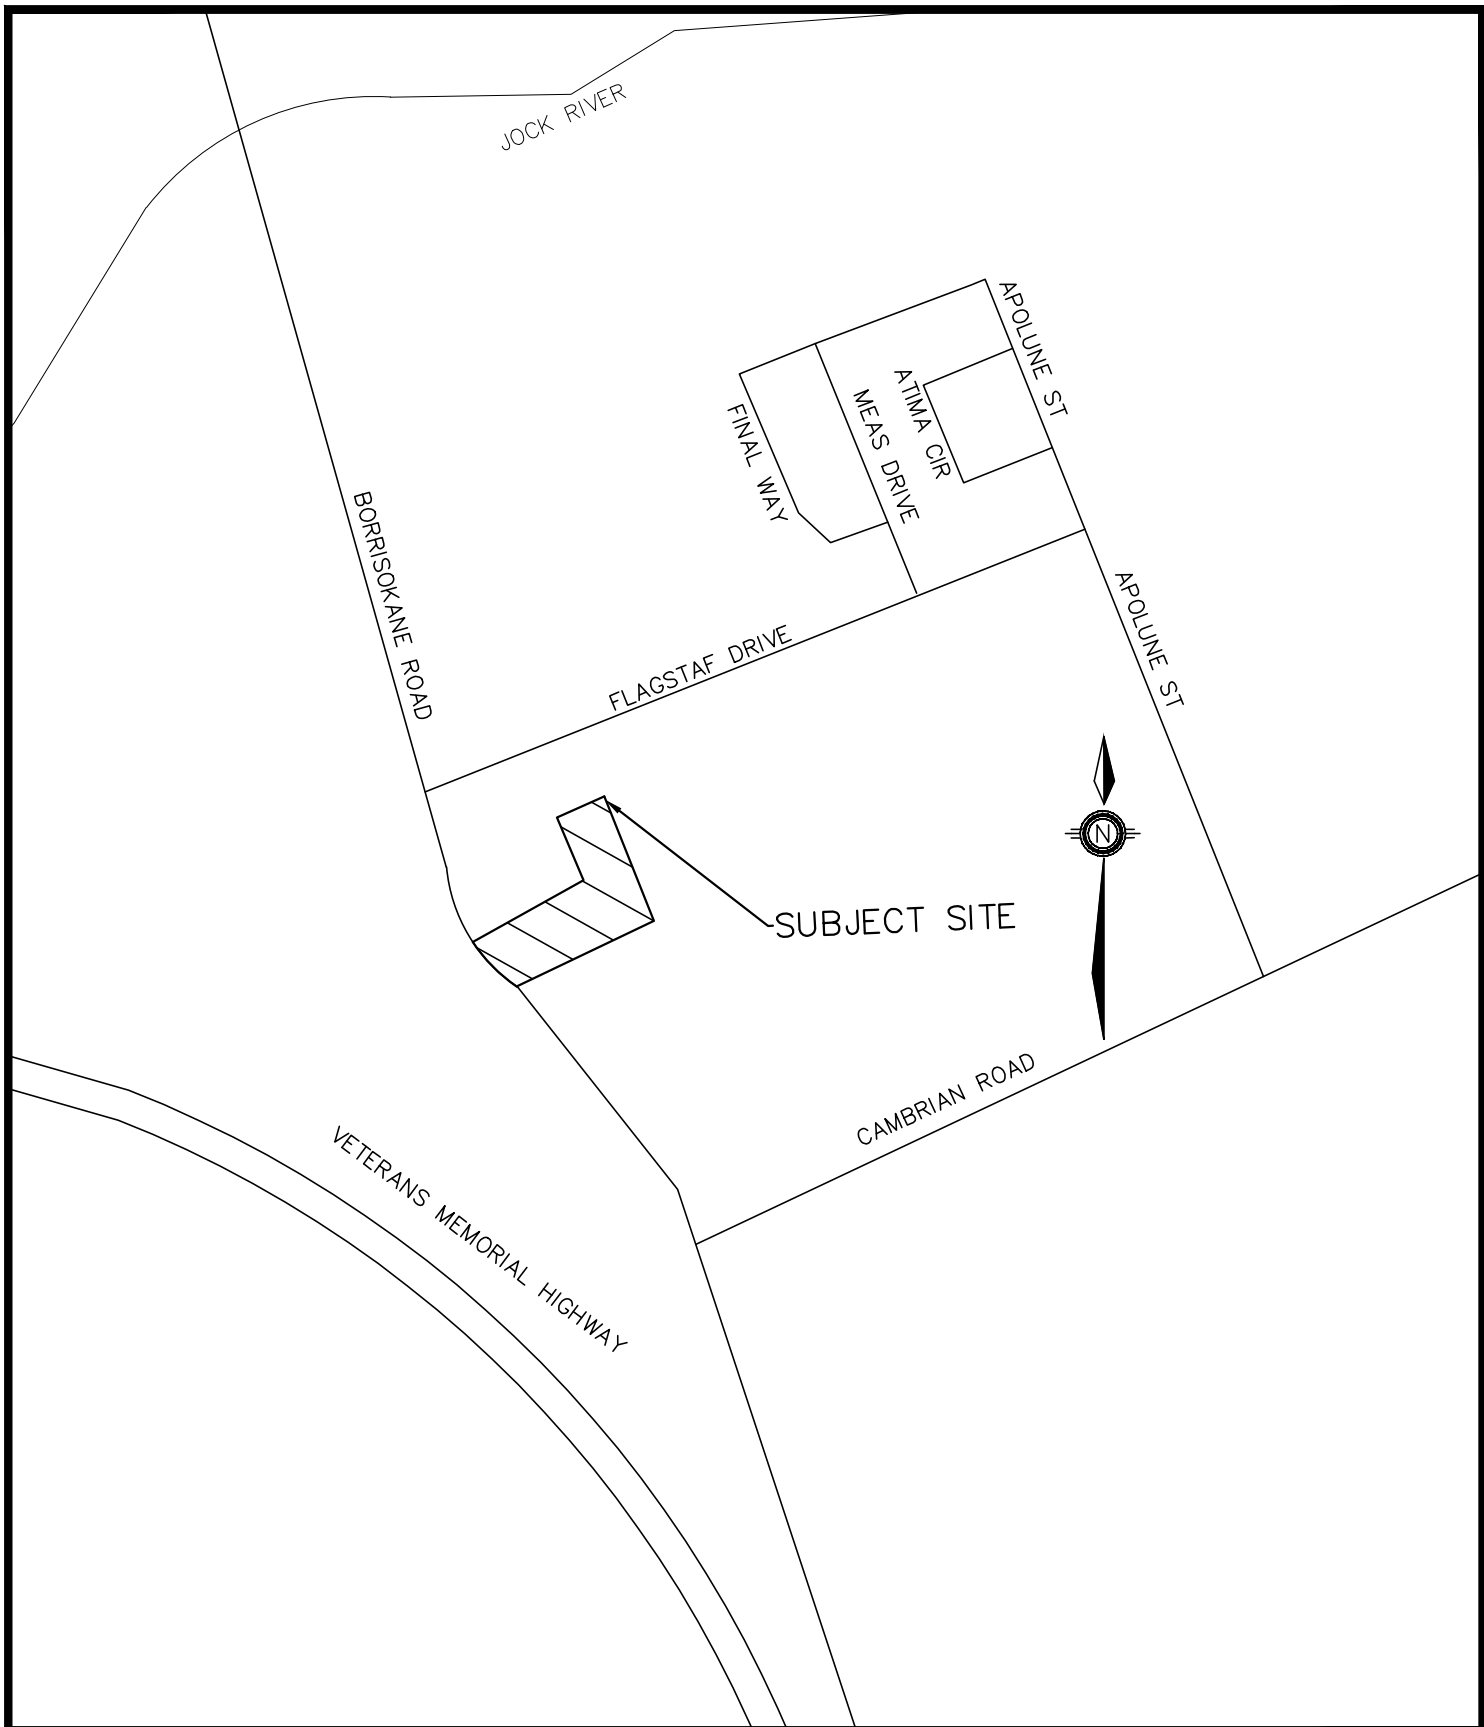 JOCK RIVER
APOLUNE ST
ATIMA CIR
MEAS DRIVE
FINAL WAY
BORRISOKANE ROAD
APOLUNE ST
FLAGSTAF DRIVE
N
SUBJECT SITE
CAMBRIAN ROAD
VETERANS MEMORIAL HIGHWAY